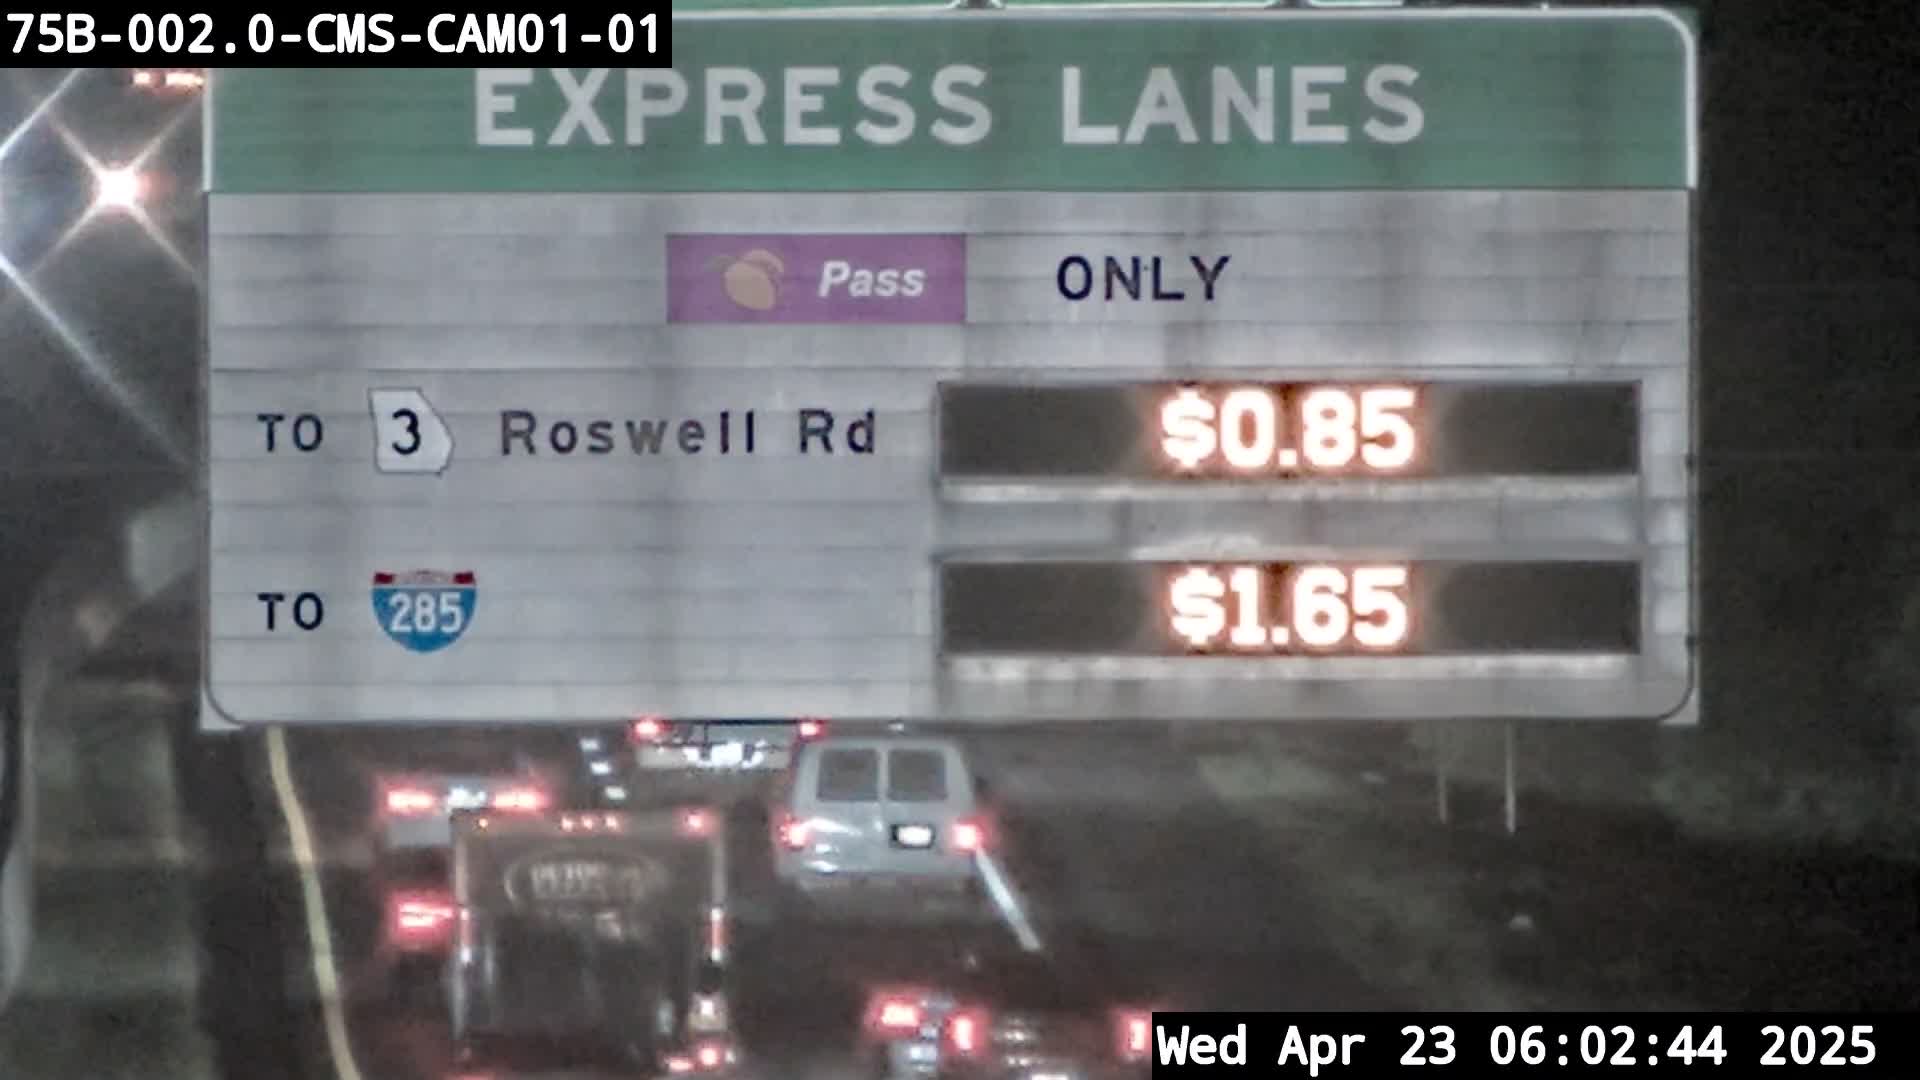 75B-002.0-CMS-CAM01-01
EXPRESS LANES
Pass ONLY
TO 3 Roswell Rd $0.85
TO 285 $1.65
Wed Apr 23 06:02:44 2025